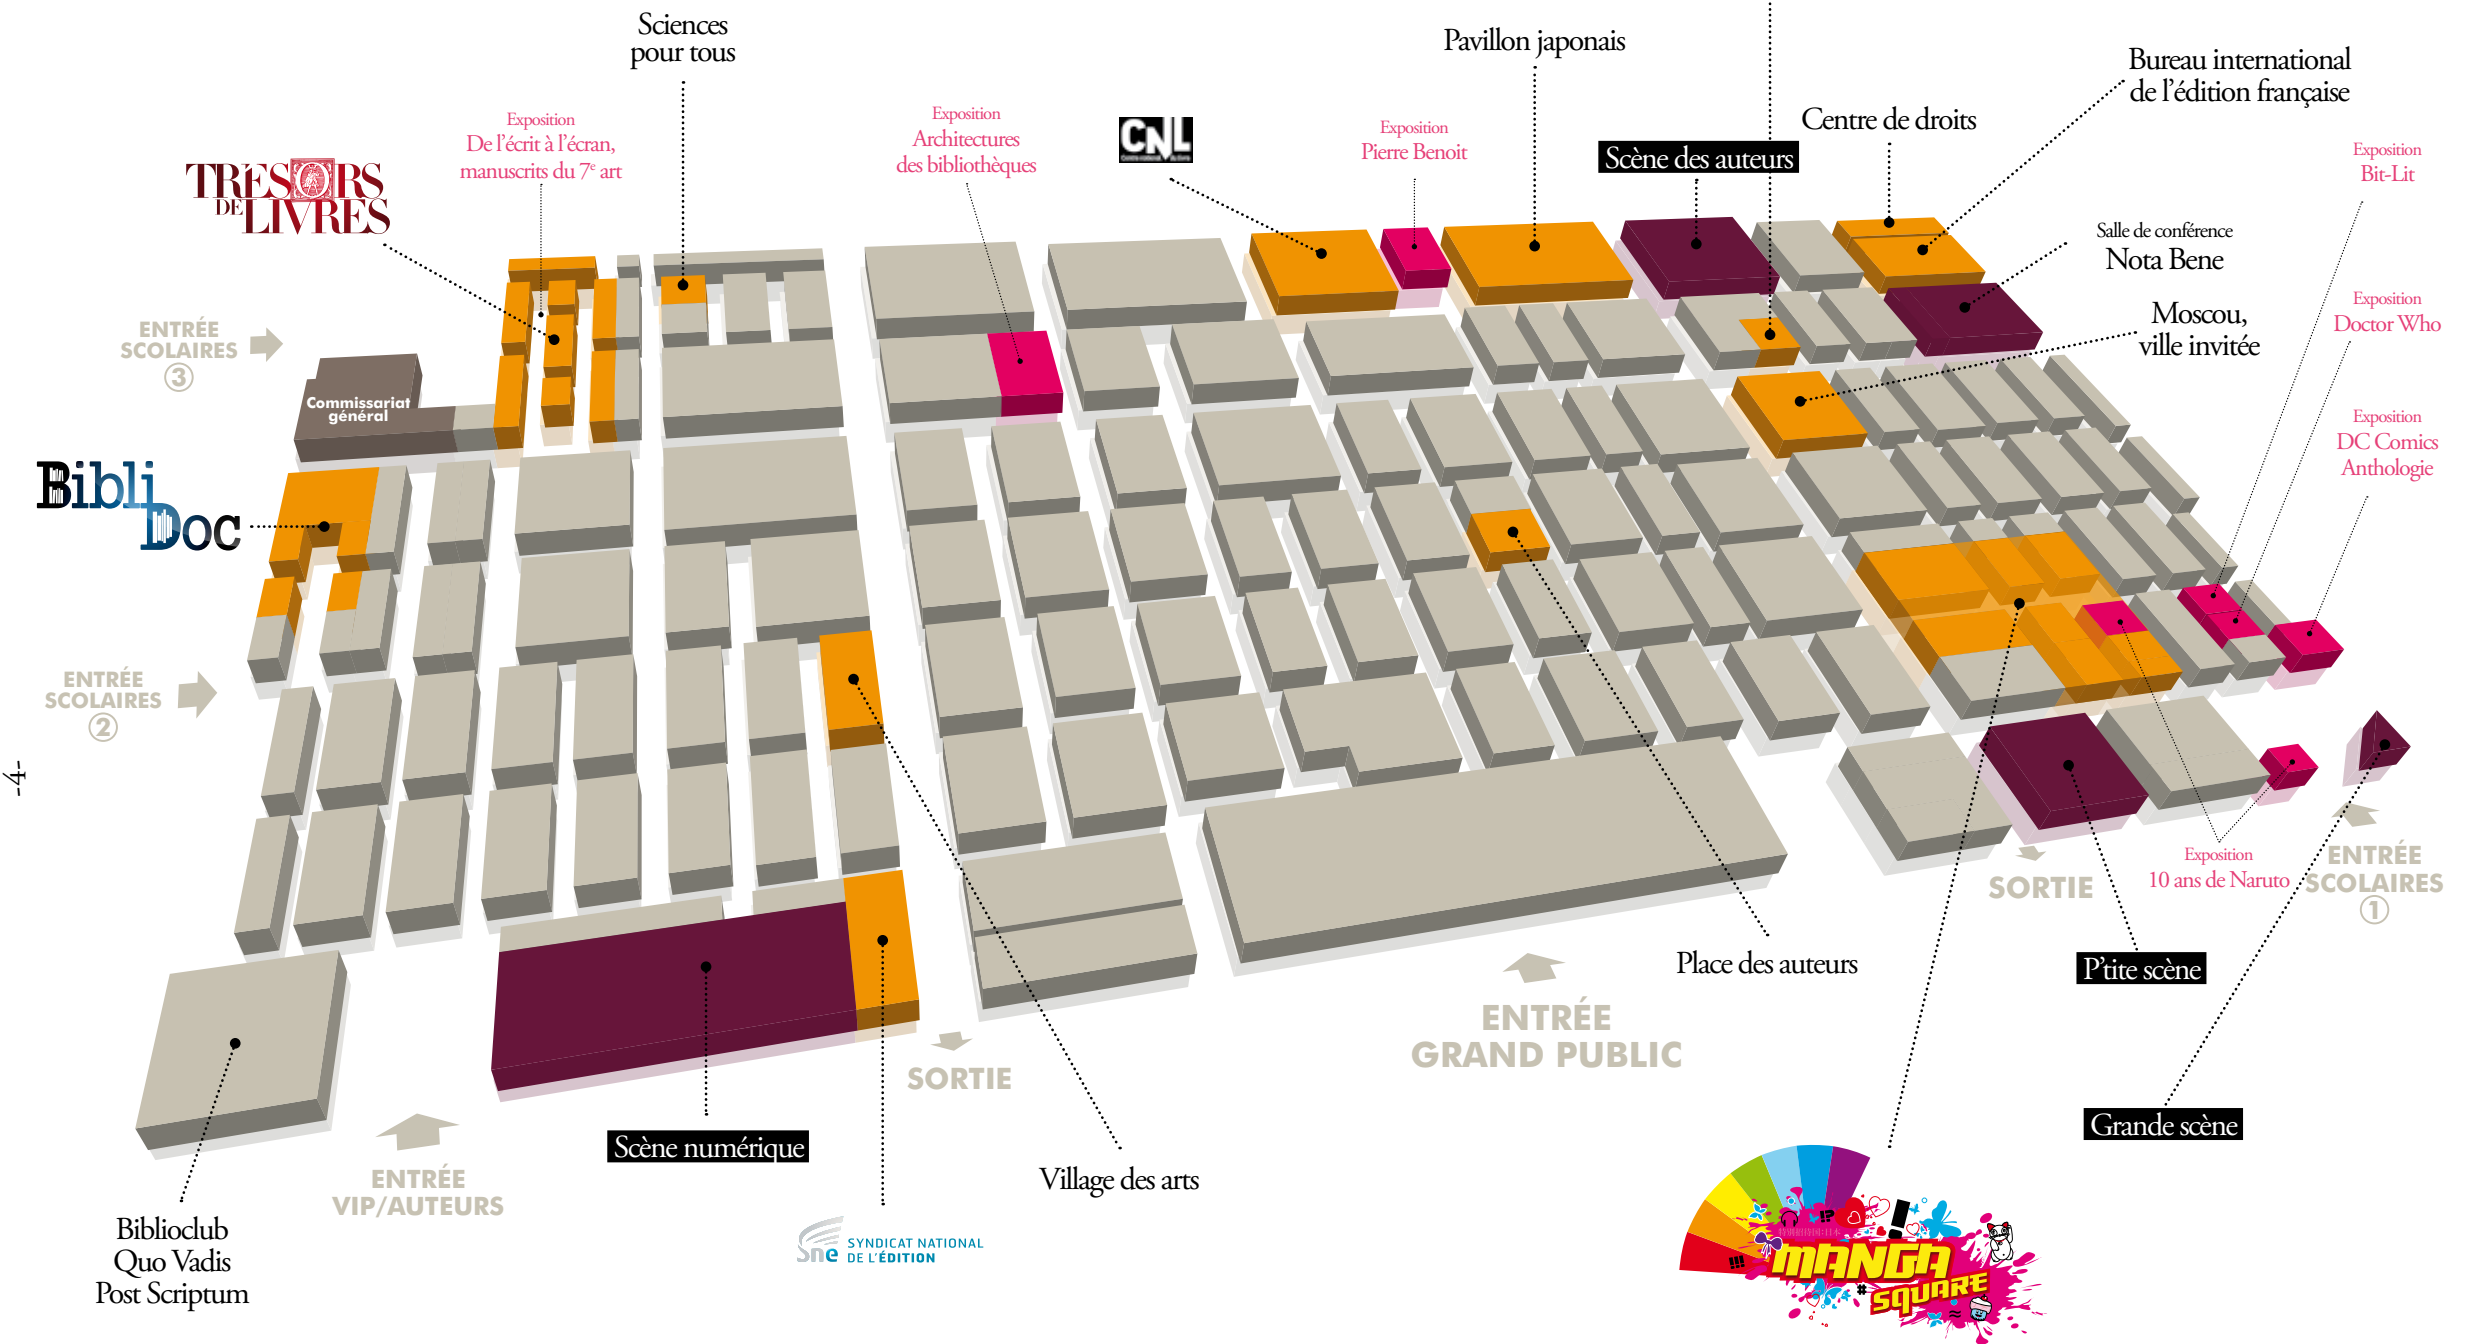 Sciences
pour tous
Pavillon japonais
Bureau international
de l'édition française
Centre de droits
Exposition
De l'écrit à l'écran,
manuscrits du 7e art
Exposition
Architectures
des bibliothèques
CNL
Exposition
Pierre Benoit
Scène des auteurs
Exposition
Bit-Lit
TRÉSORS
DE LIVRES
Salle de conférence
Nota Bene
ENTRÉE
SCOLAIRES
3
Moscou,
ville invitée
Exposition
Doctor Who
Commissariat
général
Exposition
DC Comics
Anthologie
Bibli
Doc
ENTRÉE
SCOLAIRES
2
-4-
Exposition
10 ans de Naruto
ENTRÉE
SCOLAIRES
1
SORTIE
Place des auteurs
P'tite scène
ENTRÉE
GRAND PUBLIC
SORTIE
Grande scène
Scène numérique
Village des arts
ENTRÉE
VIP/AUTEURS
Biblioclub
Quo Vadis
Post Scriptum
Sne SYNDICAT NATIONAL
DE L'ÉDITION
MANGA
SQUARE